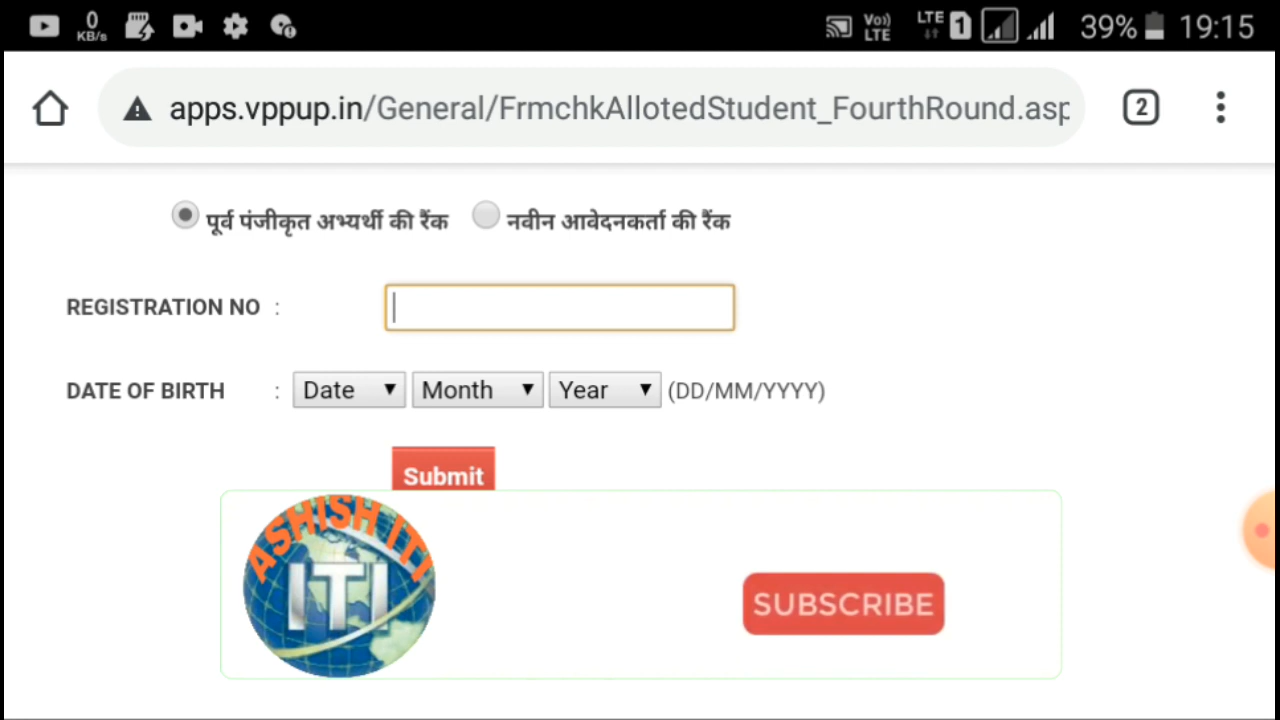 0 KB/s Vo)) LTE LTE 1 39% 19:15
apps.vppup.in/General/FrmchkAllotedStudent_FourthRound.asp 2
पूर्व पंजीकृत अभ्यर्थी की रैंक नवीन आवेदनकर्ता की रैंक
REGISTRATION NO :
DATE OF BIRTH : Date Month Year (DD/MM/YYYY)
Submit
ASHISH ITI
ITI
SUBSCRIBE